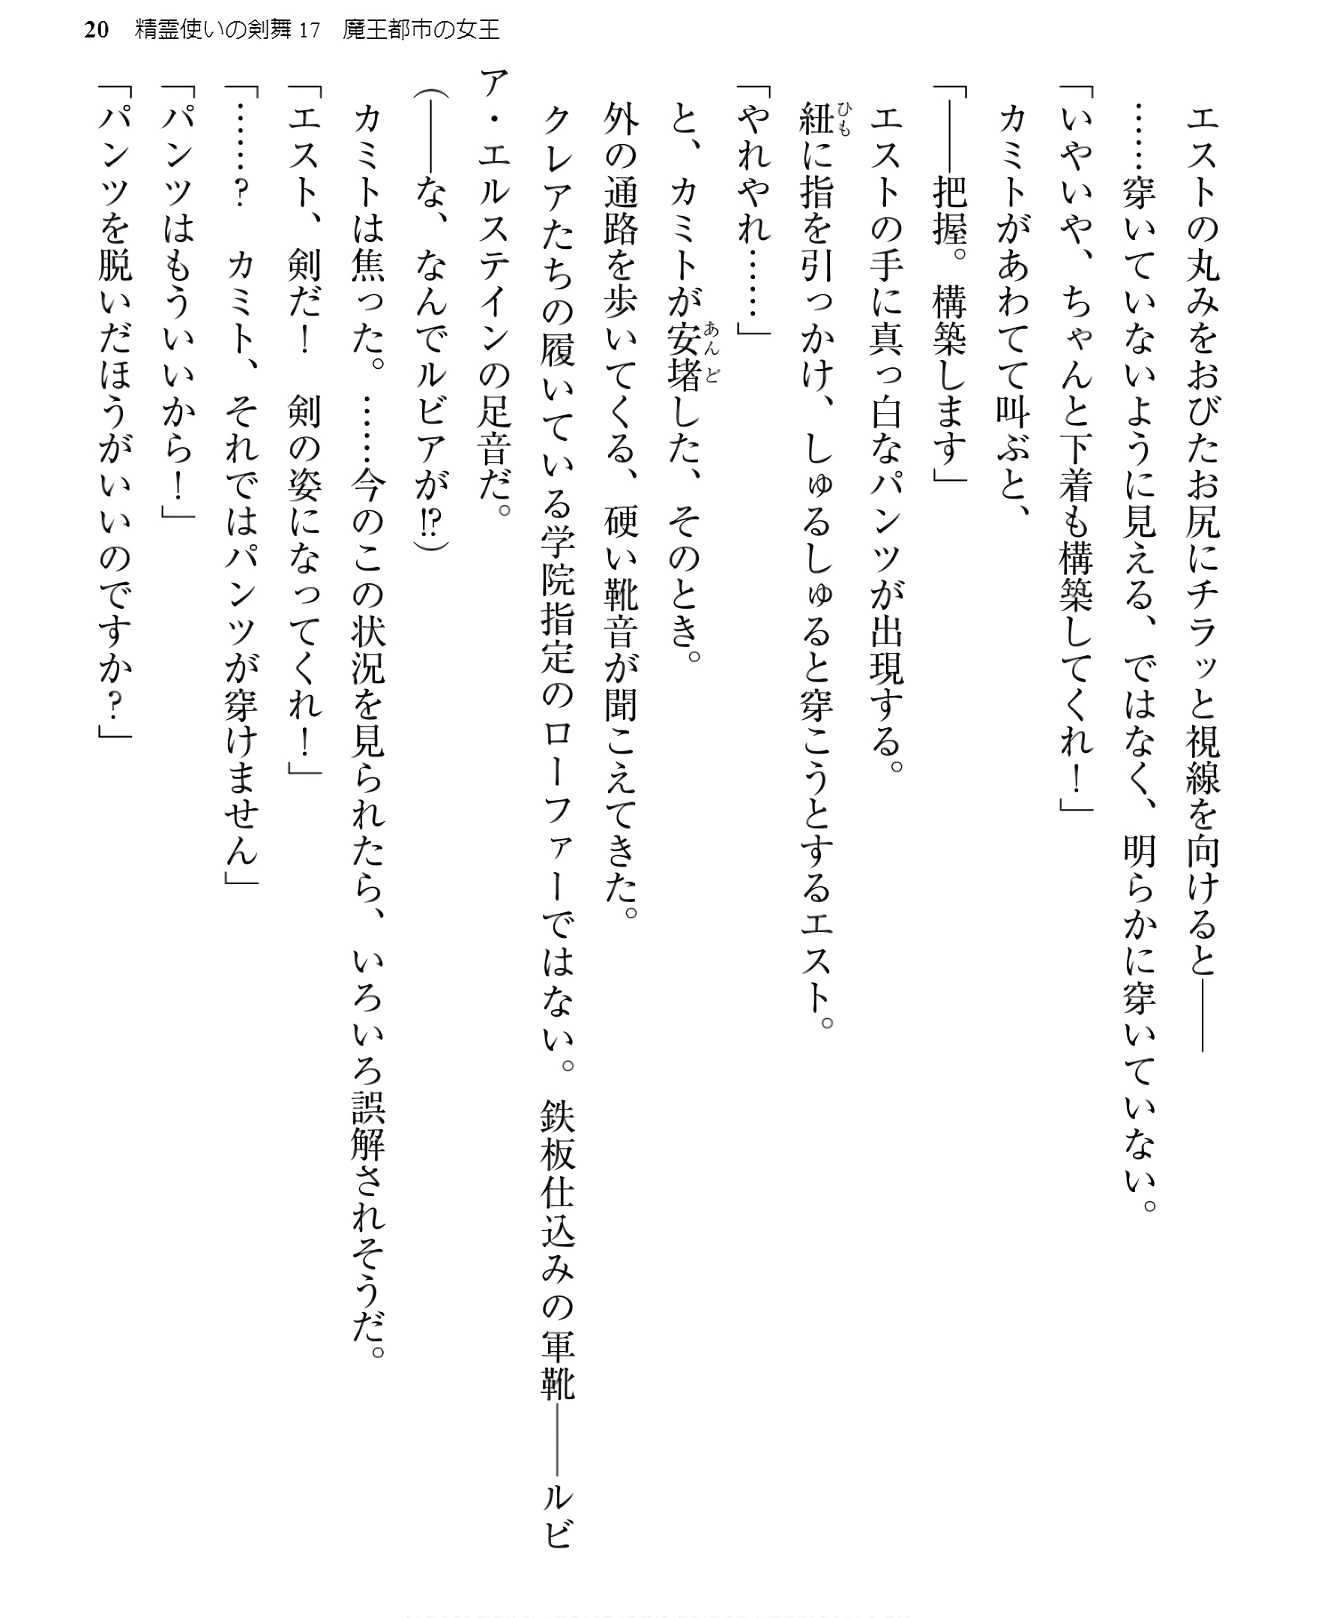 20 精霊使いの剣舞 17 魔王都市の女王
エストの丸みをおびたお尻にチラッと視線を向けると――
……穿いていないように見える、ではなく、明らかに穿いていない。
「いやいや、ちゃんと下着も構築してくれ！」
カミトがあわてて叫ぶと、
「――把握。構築します」
エストの手に真っ白なパンツが出現する。
紐に指を引っかけ、しゅるしゅると穿こうとするエスト。
ひも
「やれやれ……」
と、カミトが安堵した、そのとき。
あんど
外の通路を歩いてくる、硬い靴音が聞こえてきた。
クレアたちの履いている学院指定のローファーではない。鉄板仕込みの軍靴――ルビ
ア・エルステインの足音だ。
(――な、なんでルビアが!?)
カミトは焦った。……今のこの状況を見られたら、いろいろ誤解されそうだ。
「エスト、剣だ！　剣の姿になってくれ！」
「……？　カミト、それではパンツが穿けません」
「パンツはもういいから！」
「パンツを脱いだほうがいいのですか？」